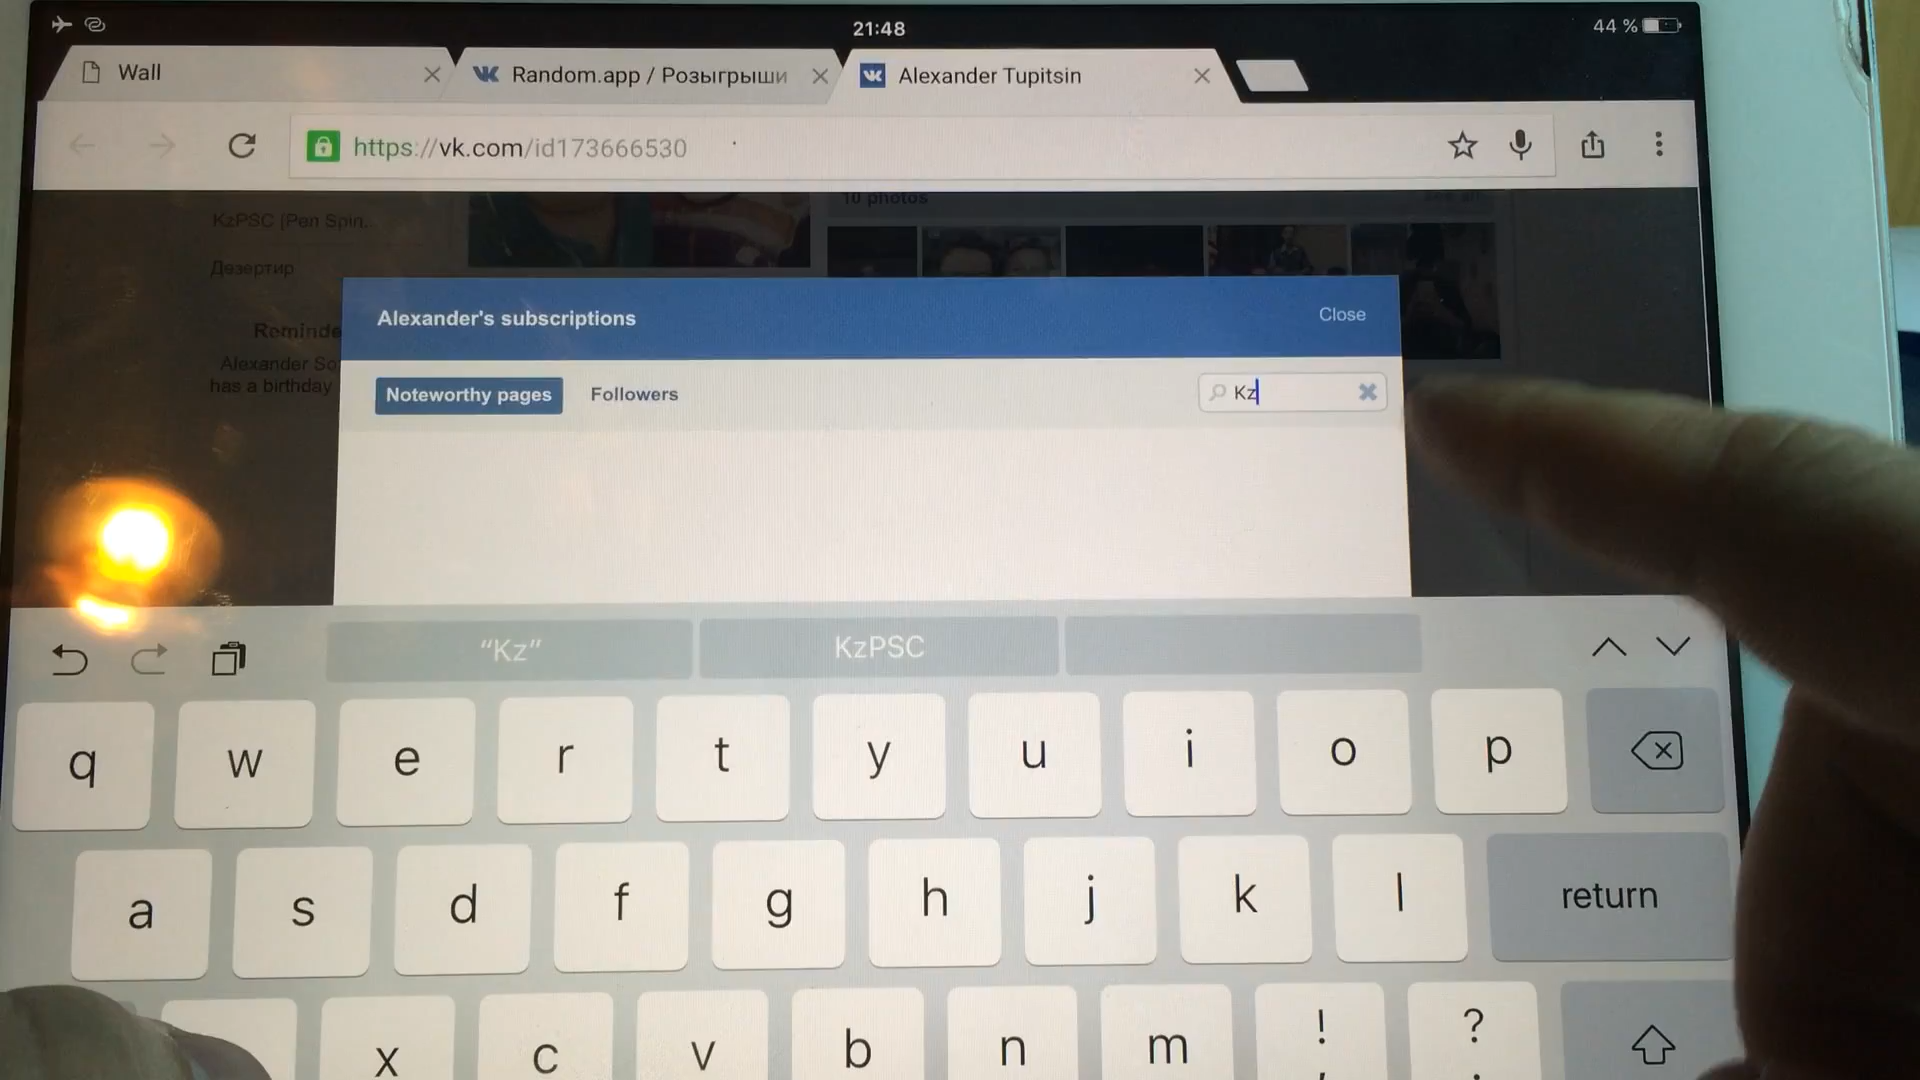 21:48
44 %
Wall
Random.app / Розыгрыши
Alexander Tupitsin
https://vk.com/id173666530
10 photos
KzPSC |Pen Spin..
Дезертир
Reminde
Alexander So
has a birthday
Alexander's subscriptions
Close
Noteworthy pages
Followers
Kz
"Kz"
KzPSC
q w e r t y u i o p
a s d f g h j k l return
x c v b n m ! ?
, .